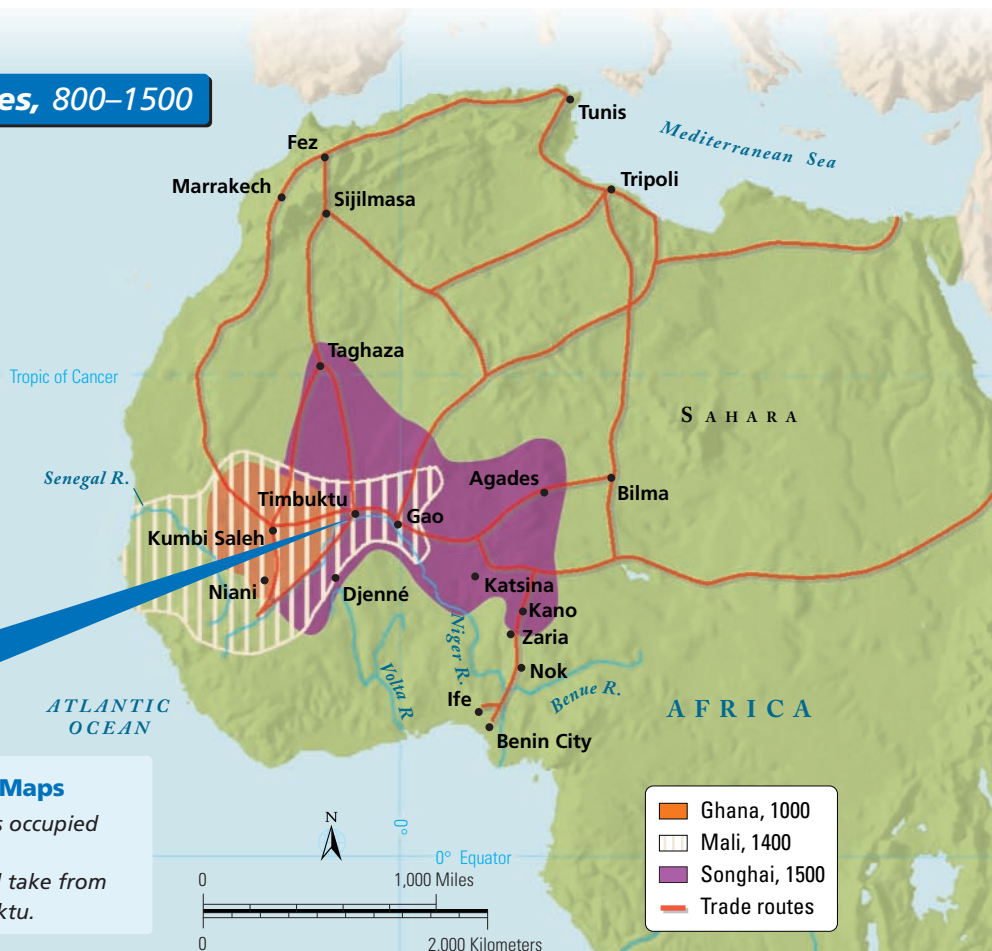 es, 800–1500
Tunis
Mediterranean Sea
Fez
Marrakech
Sijilmasa
Tripoli
Taghaza
Tropic of Cancer
SAHARA
Senegal R.
Agades
Bilma
Timbuktu
Gao
Kumbi Saleh
Niani
Djenné
Katsina
Kano
Zaria
Niger R.
Nok
Volta R
Benue R.
Ife
Benin City
ATLANTIC
OCEAN
AFRICA
Maps
s occupied
l take from
ktu.
N
0°
0° Equator
0 1,000 Miles
0 2,000 Kilometers
Ghana, 1000
Mali, 1400
Songhai, 1500
Trade routes